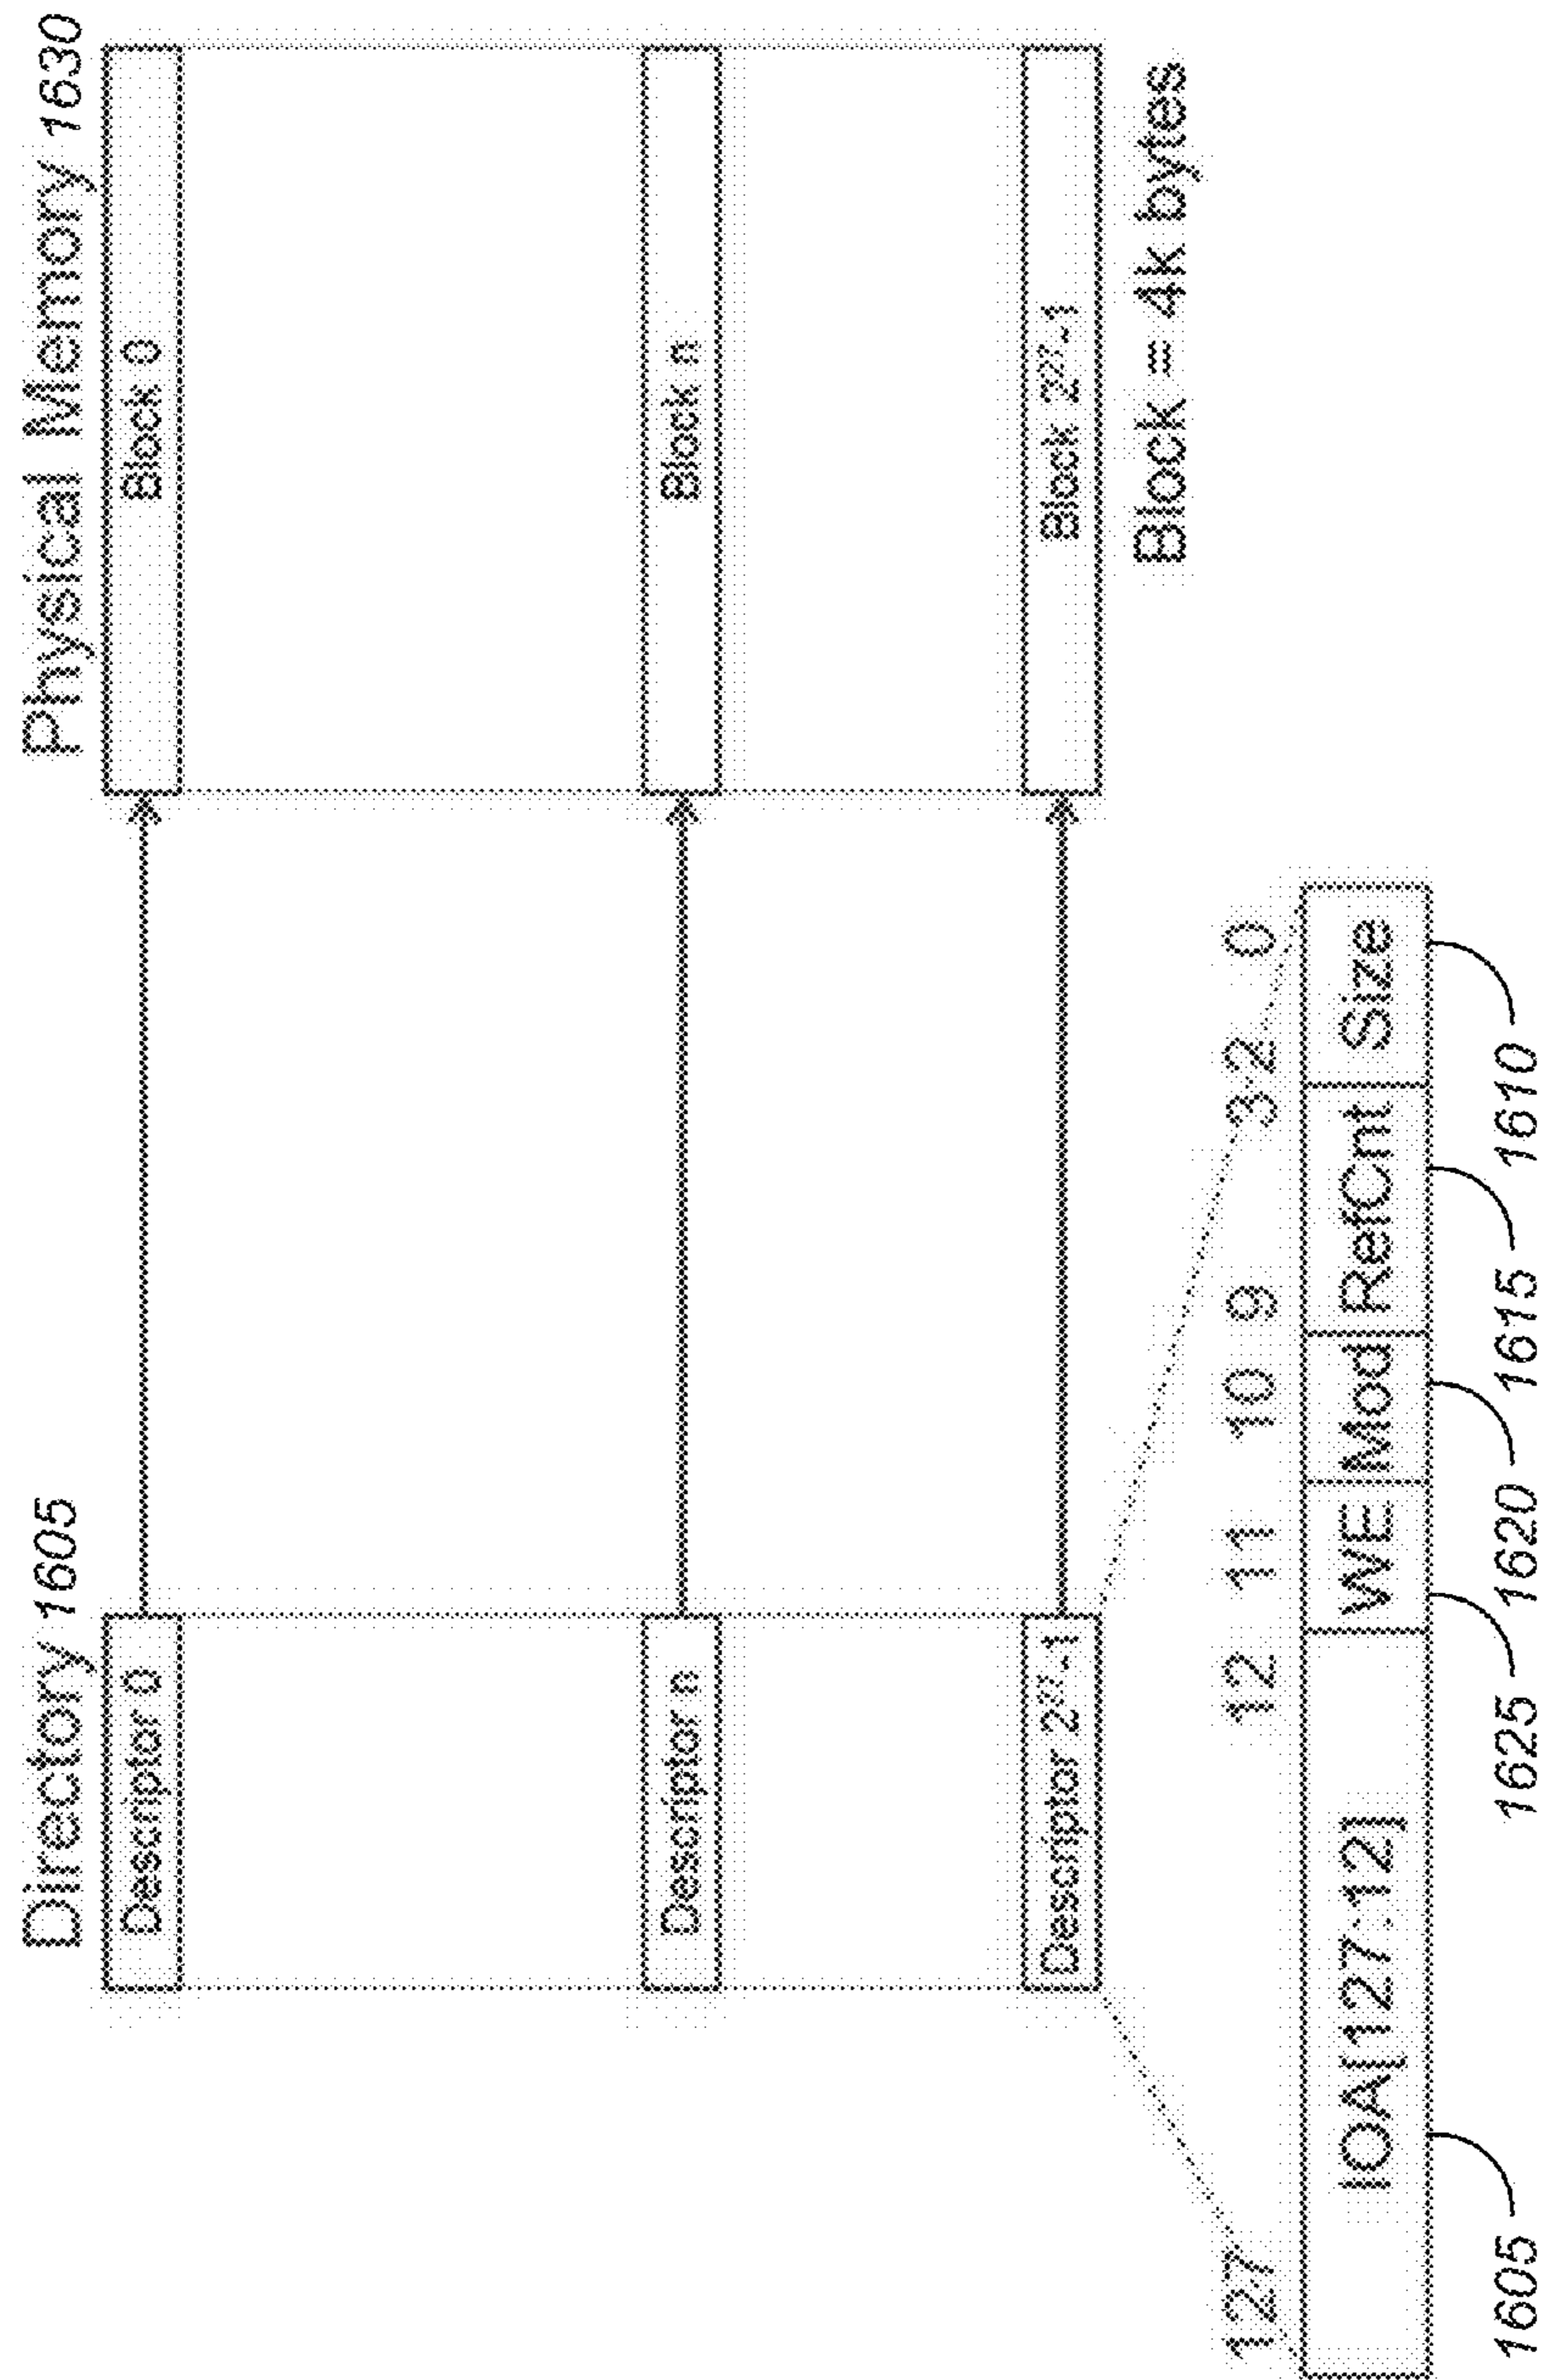 Directory 1605
Physical Memory 1630
Descriptor 0
Block 0
Descriptor n
Block n
Descriptor 2²⁷-1
Block 2²⁷-1
Block = 4k bytes
127 12 11 10 9 3 2 0
IOA[127:12] WE Mod RefCnt Size
1605 1625 1620 1615 1610